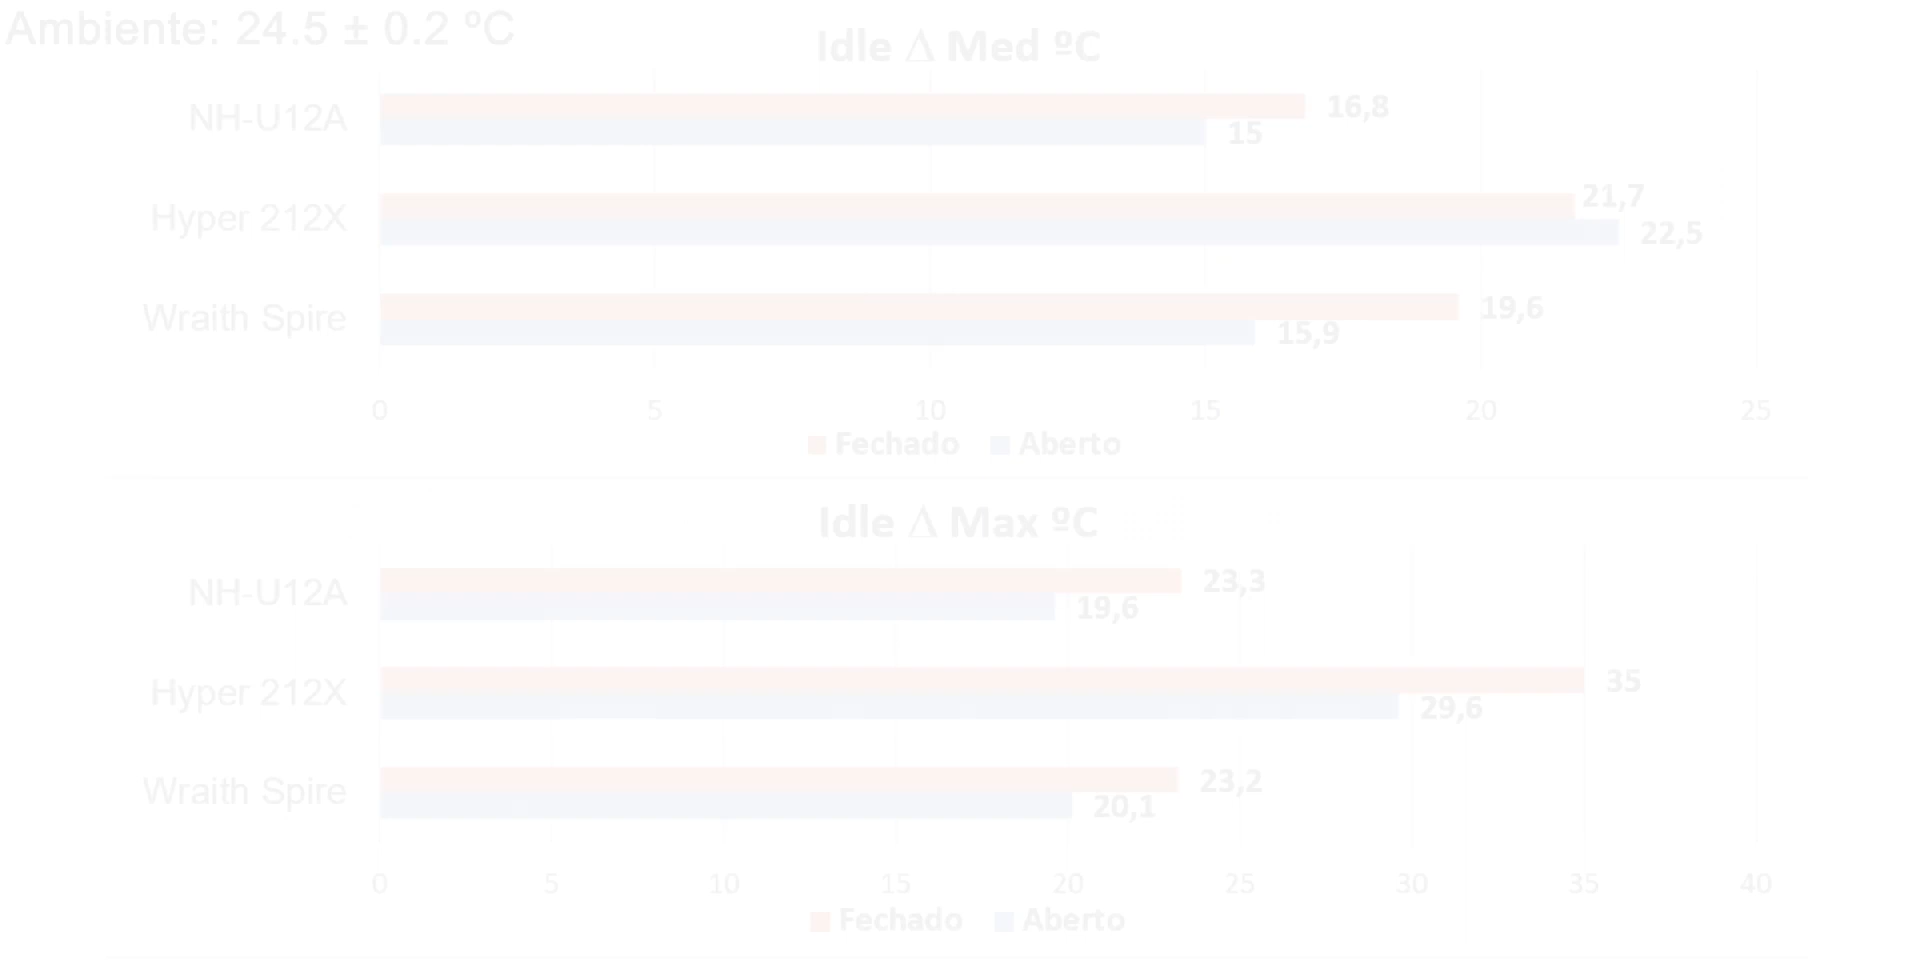 Ambiente: 24.5 ± 0.2 ºC
Idle Δ Med ºC
NH-U12A
16,8
15
Hyper 212X
21,7
22,5
Wraith Spire
19,6
15,9
0 5 10 15 20 25
Fechado Aberto
Idle Δ Max ºC
NH-U12A
23,3
19,6
Hyper 212X
35
29,6
Wraith Spire
23,2
20,1
0 5 10 15 20 25 30 35 40
Fechado Aberto